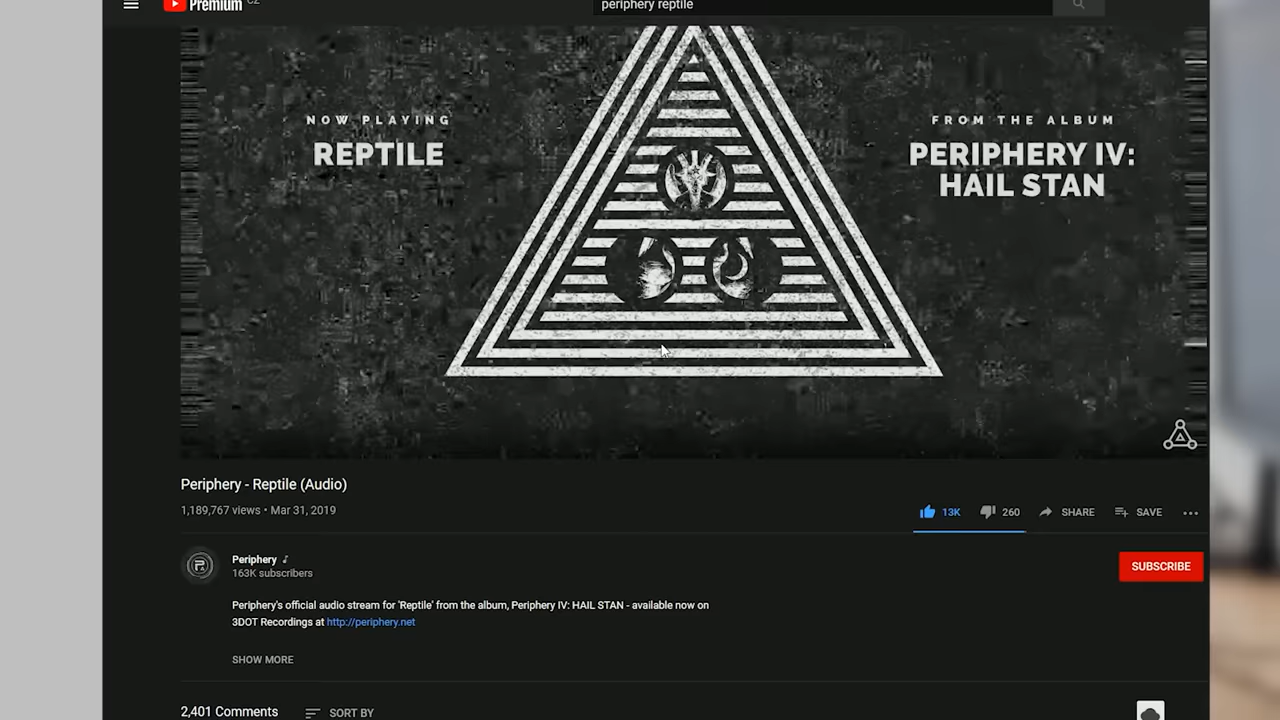 Premium CZ
periphery reptile
NOW PLAYING
REPTILE
FROM THE ALBUM
PERIPHERY IV:
HAIL STAN
Periphery - Reptile (Audio)
1,189,767 views • Mar 31, 2019
13K
260
SHARE
SAVE
Periphery
163K subscribers
SUBSCRIBE
Periphery's official audio stream for 'Reptile' from the album, Periphery IV: HAIL STAN - available now on
3DOT Recordings at http://periphery.net
SHOW MORE
2,401 Comments
SORT BY